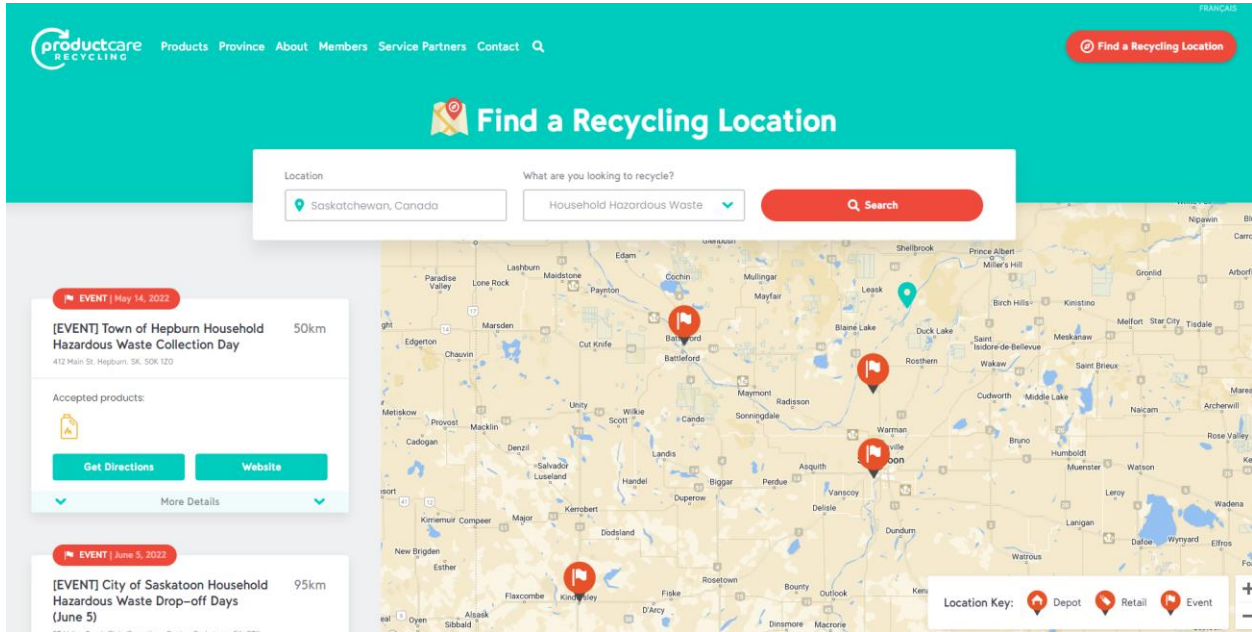 FRANÇAIS
productcare
RECYCLING
Products Province About Members Service Partners Contact
Find a Recycling Location
Find a Recycling Location
Location
What are you looking to recycle?
Saskatchewan, Canada
Household Hazardous Waste
Search
EVENT | May 14, 2022
[EVENT] Town of Hepburn Household
Hazardous Waste Collection Day
50km
412 Main St. Hepburn. SK. S0K 1Z0
Accepted products:
Get Directions
Website
More Details
EVENT | June 5, 2022
[EVENT] City of Saskatoon Household
Hazardous Waste Drop-off Days
(June 5)
95km
Nipawin
Shellbrook
Prince Albert
Miller's Hill
Edam
Lashburn
Maidstone
Paradise
Valley
Lone Rock
Paynton
Cochin
Mullingar
Mayfair
Leask
Gronlid
Birch Hills
Kinistino
Marsden
Edgerton
Cut Knife
Battleford
Blaine Lake
Duck Lake
Saint
Isidore-de-Bellevue
Meskanaw
Melfort
Star City
Tisdale
Chauvin
Rosthern
Wakaw
Saint Brieux
Maymont
Radisson
Cudworth
Middle Lake
Metiskow
Unity
Wilkie
Scott
Cando
Sonningdale
Naicam
Archerwill
Provost
Macklin
Warman
Rose Valley
Cadogan
Denzil
Landis
Bruno
Humboldt
Muenster
Watson
Salvador
Luseland
Handel
Biggar
Perdue
Asquith
Vanscoy
Delisle
Leroy
Wadena
Kirriemuir
Compeer
Major
Kerrobert
Duperow
Dodsland
Dundurn
Lanigan
Dafoe
Wynyard
Elfros
New Brigden
Esther
Watrous
Flaxcombe
Fiske
Rosetown
Bounty
Outlook
D'Arcy
Oyen
Alsask
Sibbald
Dinsmore
Macrorie
Location Key:
Depot
Retail
Event
+
−